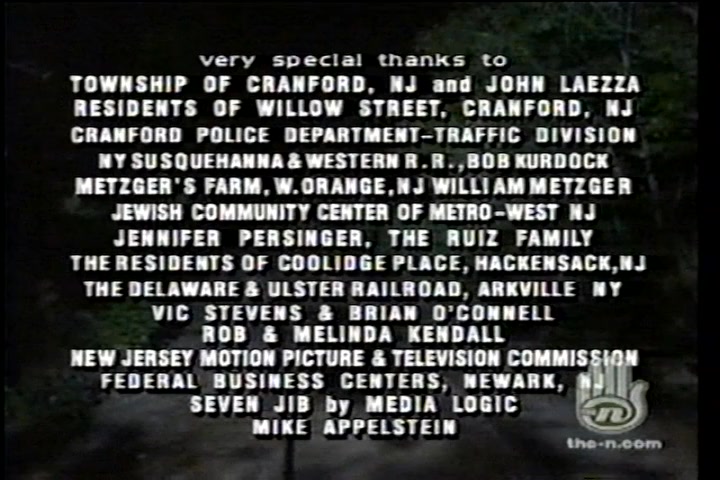 very special thanks to
TOWNSHIP OF CRANFORD, NJ and JOHN LAEZZA
RESIDENTS OF WILLOW STREET, CRANFORD, NJ
CRANFORD POLICE DEPARTMENT-TRAFFIC DIVISION
NY SUSQUEHANNA & WESTERN R.R., BOB KURDOCK
METZGER'S FARM, W.ORANGE, NJ WILLIAM METZGER
JEWISH COMMUNITY CENTER OF METRO-WEST NJ
JENNIFER PERSINGER, THE RUIZ FAMILY
THE RESIDENTS OF COOLIDGE PLACE, HACKENSACK, NJ
THE DELAWARE & ULSTER RAILROAD, ARKVILLE NY
VIC STEVENS & BRIAN O'CONNELL
ROB & MELINDA KENDALL
NEW JERSEY MOTION PICTURE & TELEVISION COMMISSION
FEDERAL BUSINESS CENTERS, NEWARK, NJ
SEVEN JIB by MEDIA LOGIC
MIKE APPELSTEIN
n
the-n.com